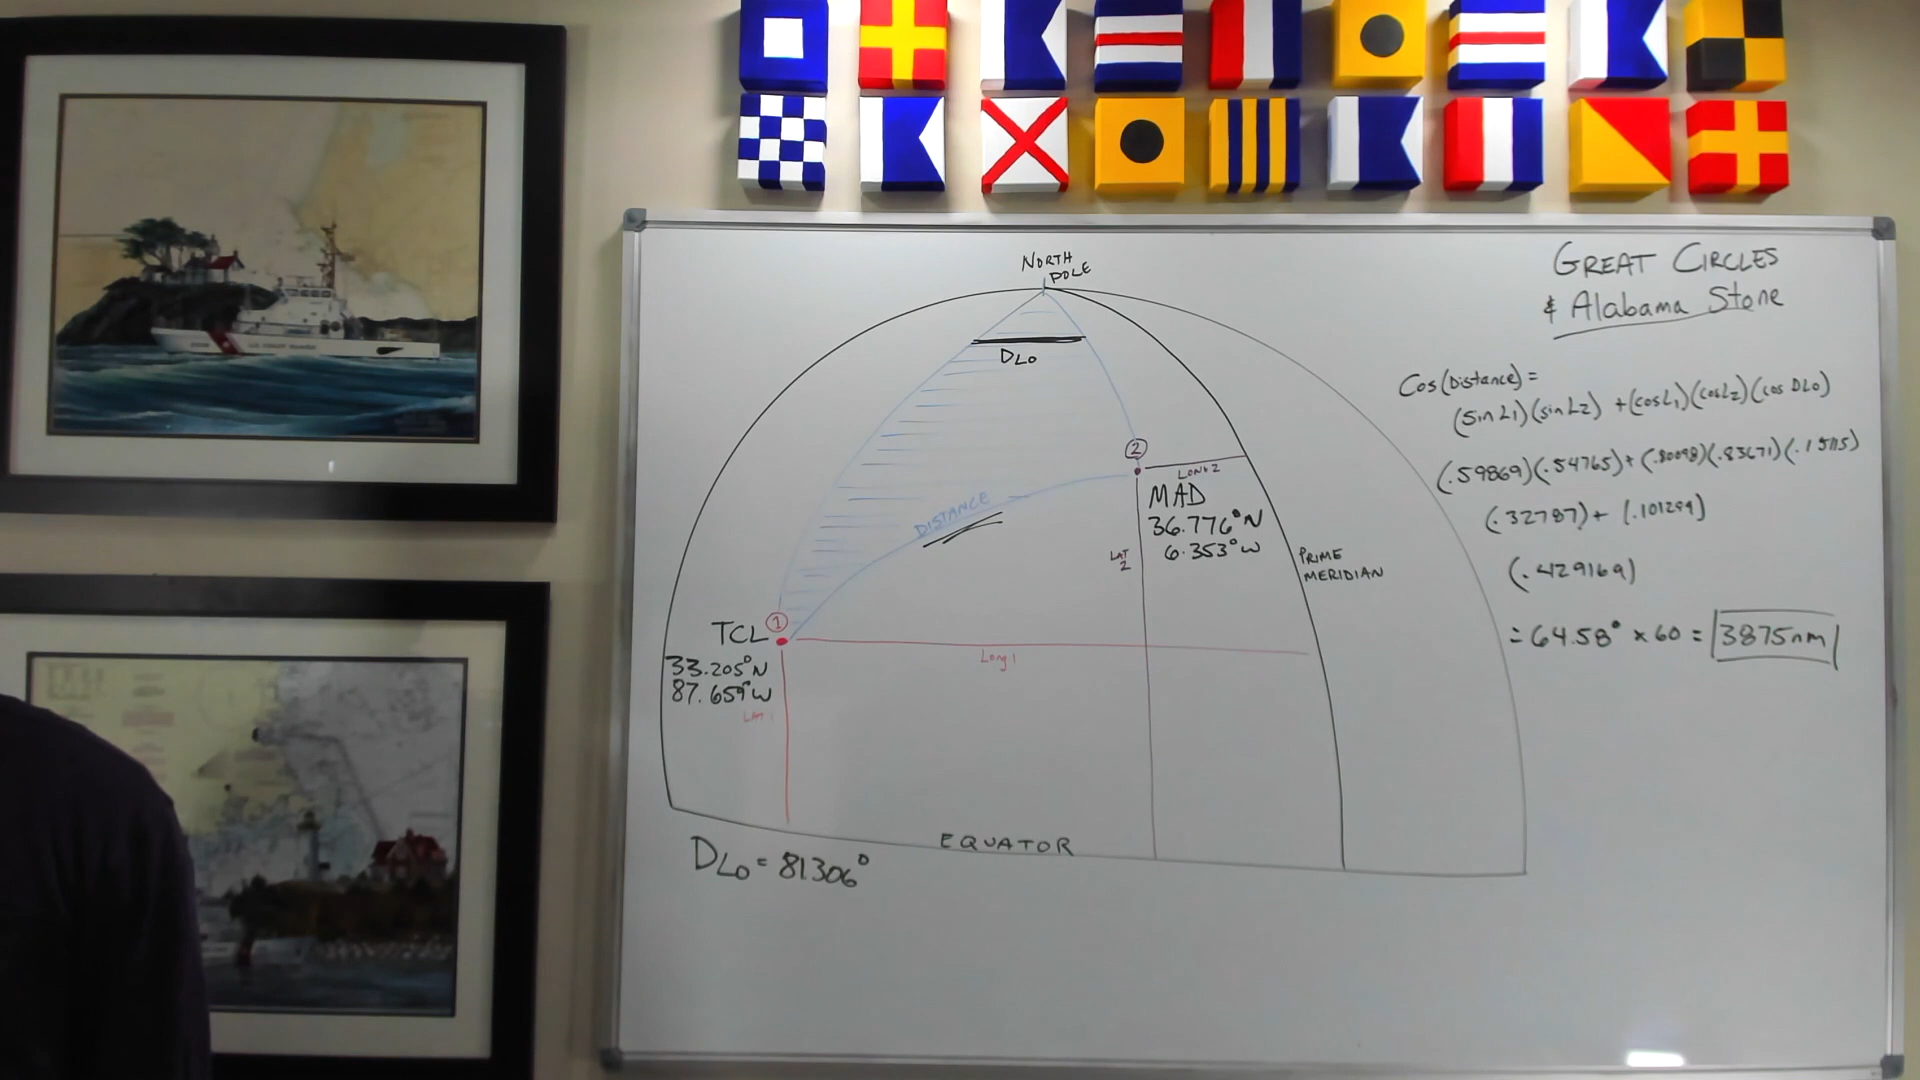 GREAT CIRCLES
& Alabama Stone
NORTH
POLE
DLo
Cos(Distance) =
(Sin L1)(sin L2) + (cos L1)(cos L2)(cos DLo)
(.59869)(.54765) + (.80098)(.83671)(.15115)
(.32787) + (.101299)
(.429169)
= 64.58° x 60 = 3875nm
②
LONG 2
MAD
36.776°N
6.353°W
DISTANCE
LAT
2
PRIME
MERIDIAN
①
TCL
33.205°N
87.659°W
LAT 1
Long 1
EQUATOR
DLo = 81.306°